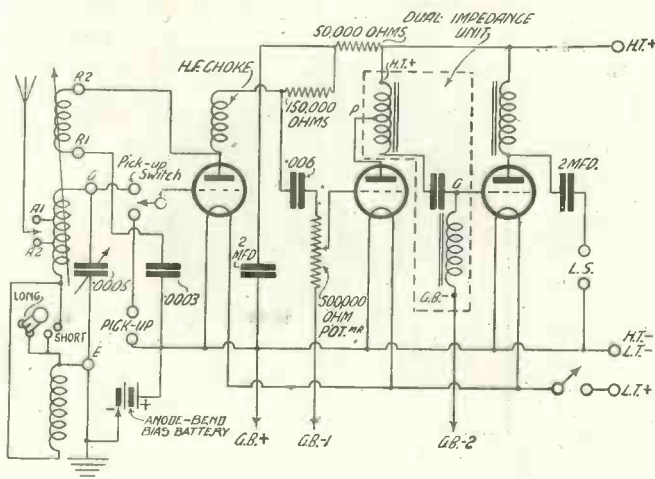 DUAL IMPEDANCE
UNIT
50,000 OHMS
H.T.+
H.F. CHOKE
H.T.+
R2
150,000
OHMS
P
R1
Pick-up
Switch
.006
2 MFD.
G
G
A1
A2
2
MFD
L.S.
.0005
.0003
500,000
OHM
POT. MR
LONG
SHORT
PICK-UP
G.B.-
H.T.-
L.T.-
E
L.T.+
- +
ANODE-BEND
BIAS BATTERY
G.B.+
G.B.-1
G.B.-2